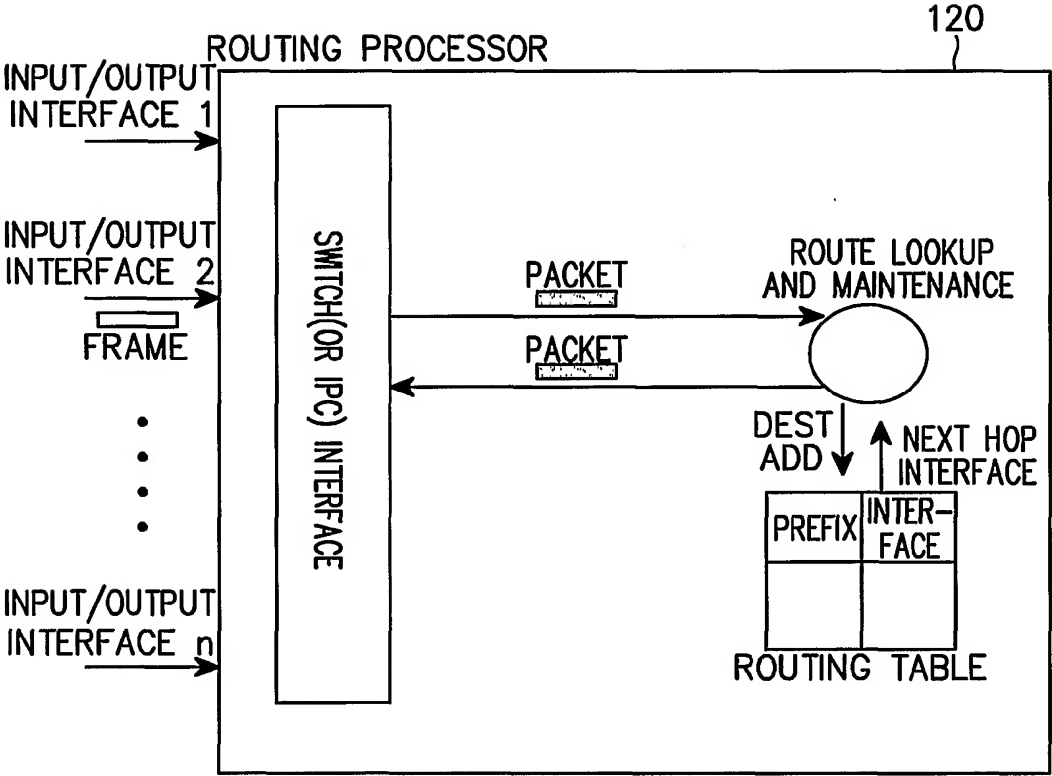 120
ROUTING PROCESSOR
INPUT/OUTPUT
INTERFACE 1
INPUT/OUTPUT
INTERFACE 2
FRAME
INPUT/OUTPUT
INTERFACE n
SWITCH(OR IPC) INTERFACE
PACKET
PACKET
ROUTE LOOKUP
AND MAINTENANCE
DEST
ADD
NEXT HOP
INTERFACE
PREFIX
INTER-
FACE
ROUTING TABLE